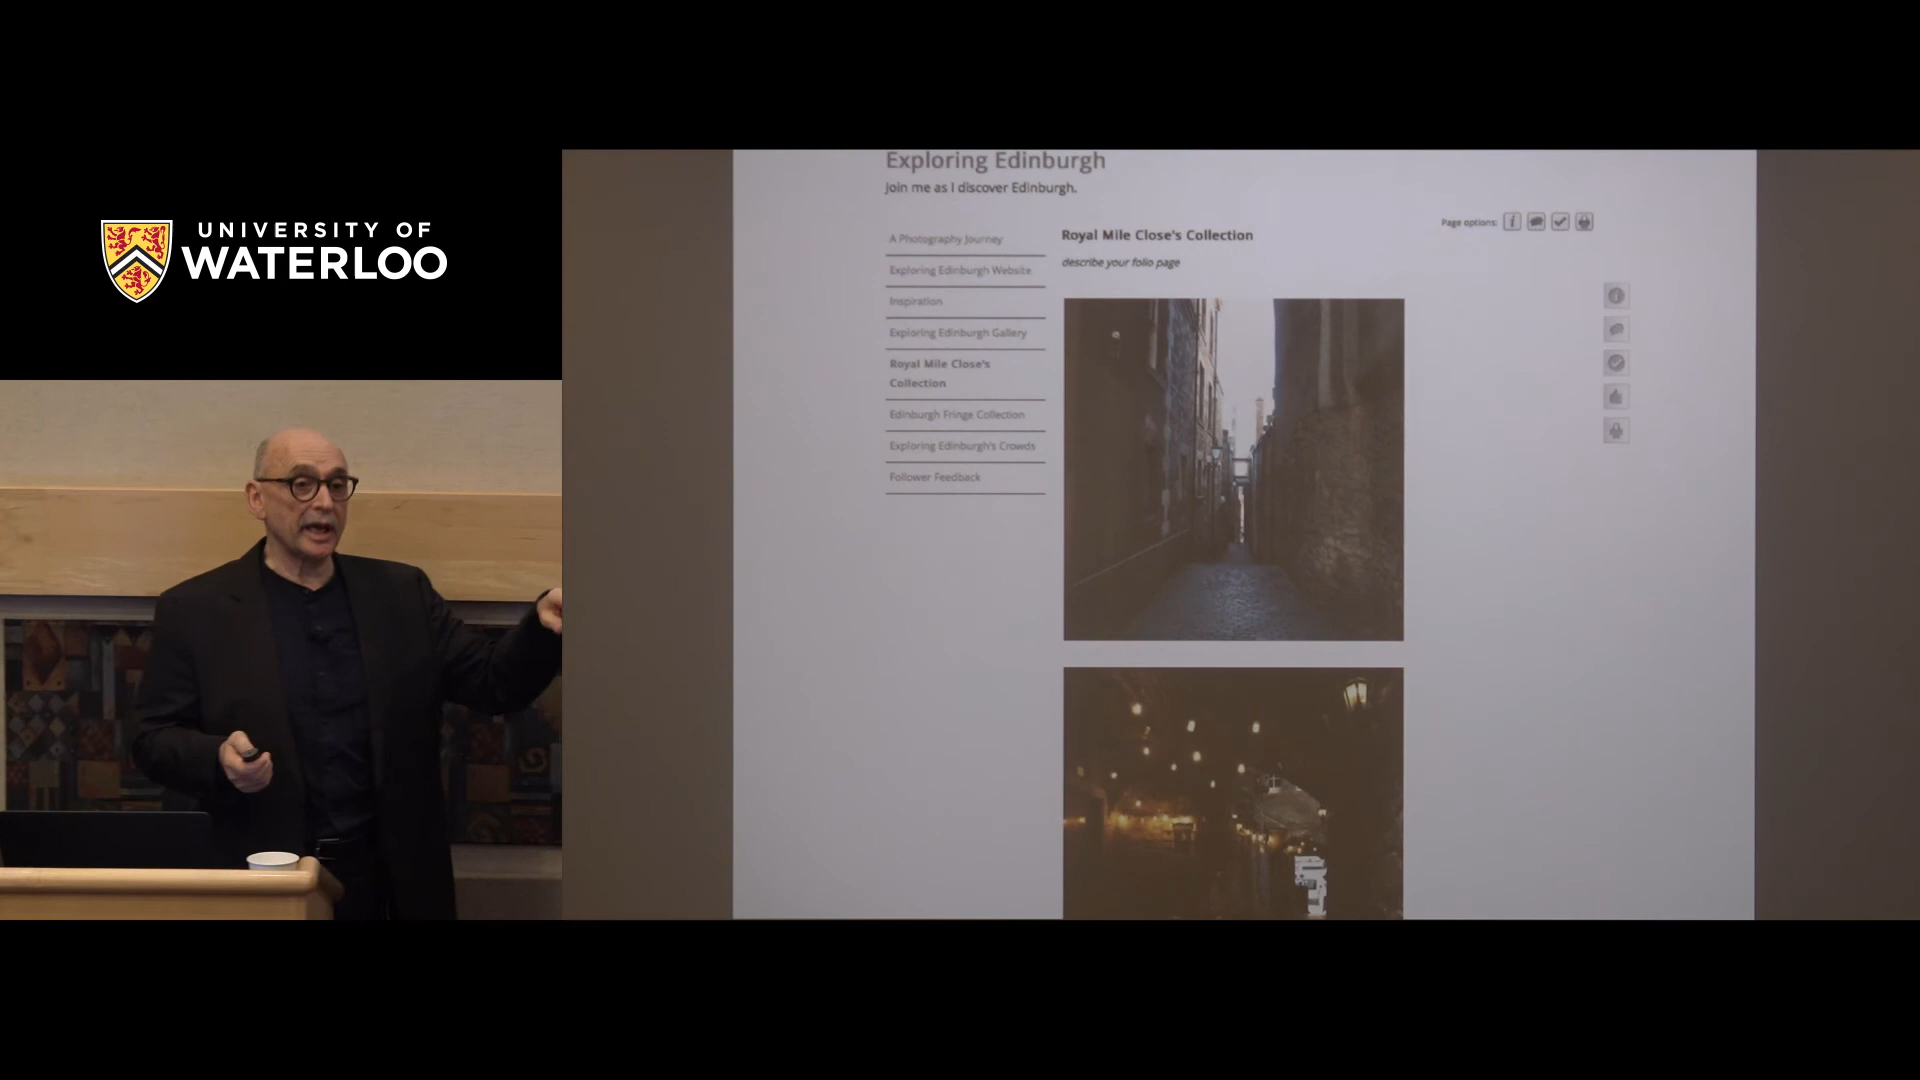 UNIVERSITY OF
WATERLOO
Exploring Edinburgh
Join me as I discover Edinburgh.
A Photography Journey
Exploring Edinburgh Website
Inspiration
Exploring Edinburgh Gallery
Royal Mile Close's
Collection
Edinburgh Fringe Collection
Exploring Edinburgh's Crowds
Follower Feedback
Page options:
Royal Mile Close's Collection
describe your folio page